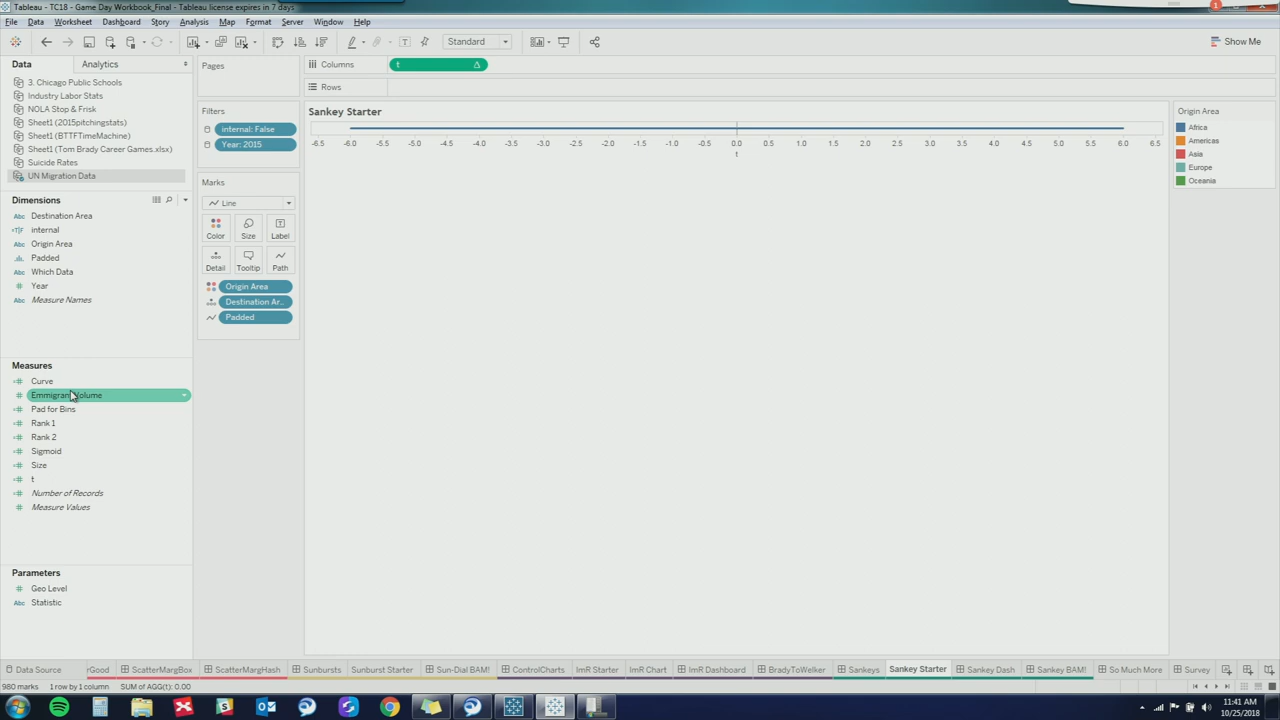 Tableau - TC18 - Game Day Workbook_Final - Tableau license expires in 7 days
1
File Data Worksheet Dashboard Story Analysis Map Format Server Window Help
Standard
Show Me
Data Analytics
3. Chicago Public Schools
Industry Labor Stats
NOLA Stop & Frisk
Sheet1 (2015pitchingstats)
Sheet1 (BTTFTimeMachine)
Sheet1 (Tom Brady Career Games.xlsx)
Suicide Rates
UN Migration Data
Dimensions
Abc Destination Area
T|F internal
Abc Origin Area
Padded
Abc Which Data
# Year
Abc Measure Names
Measures
Curve
Emmigrant Volume
Pad for Bins
Rank 1
Rank 2
Sigmoid
Size
t
Number of Records
Measure Values
Parameters
# Geo Level
Abc Statistic
Pages
Filters
internal: False
Year: 2015
Marks
Line
Color Size Label
Detail Tooltip Path
Origin Area
Destination Ar..
Padded
Columns t
Rows
Sankey Starter
-6.5 -6.0 -5.5 -5.0 -4.5 -4.0 -3.5 -3.0 -2.5 -2.0 -1.5 -1.0 -0.5 0.0 0.5 1.0 1.5 2.0 2.5 3.0 3.5 4.0 4.5 5.0 5.5 6.0 6.5
t
Origin Area
Africa
Americas
Asia
Europe
Oceania
Data Source rGood ScatterMargBox ScatterMargHash Sunbursts Sunburst Starter Sun-Dial BAM! ControlCharts ImR Starter ImR Chart ImR Dashboard BradyToWelker Sankeys Sankey Starter Sankey Dash Sankey BAM! So Much More Survey
980 marks 1 row by 1 column SUM of AGG(t): 0.00
11:41 AM
10/25/2018